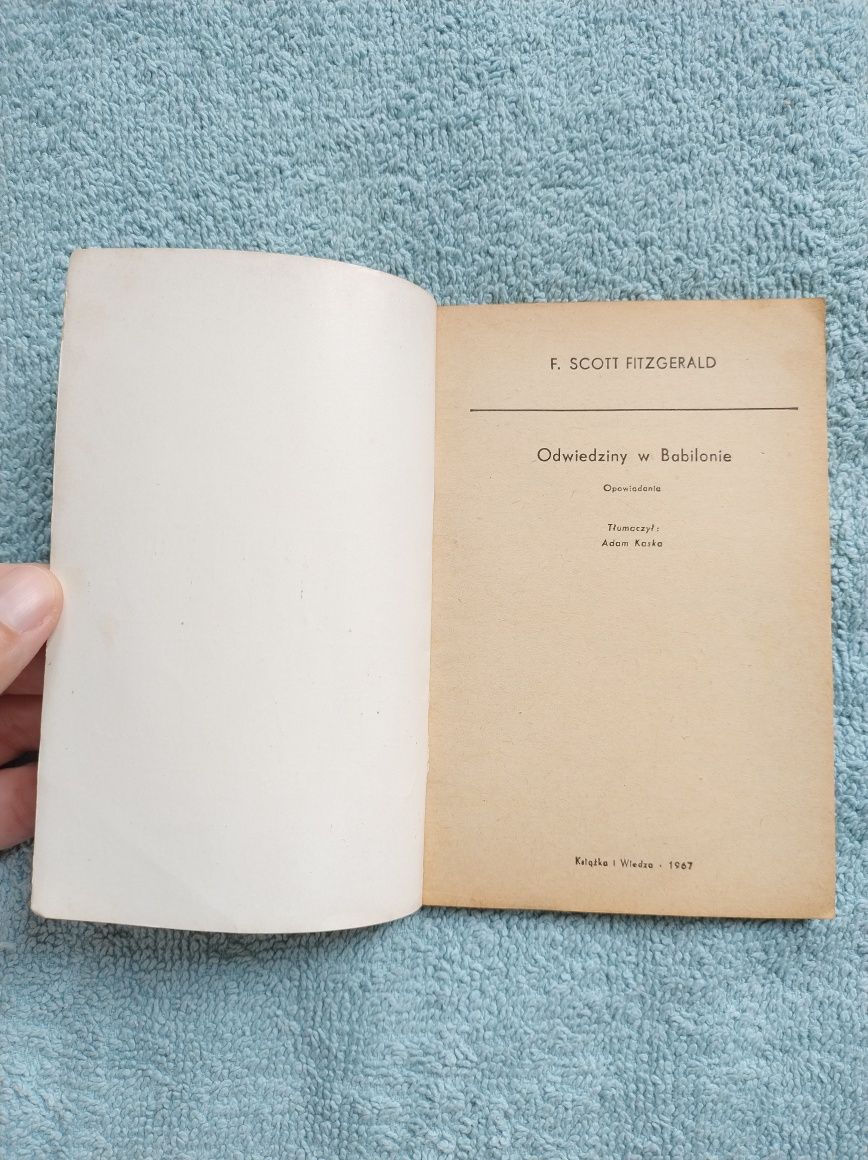 F. SCOTT FITZGERALD
Odwiedziny w Babilonie
Opowiadania
Tłumaczył:
Adam Kaska
Książka i Wiedza • 1967